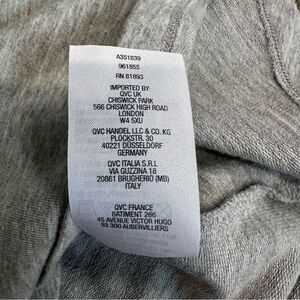 A351839
961855
RN 81893
IMPORTED BY:
QVC UK
CHISWICK PARK
566 CHISWICK HIGH ROAD
LONDON
W4 5XU
QVC HANDEL LLC & CO. KG
PLOCKSTR. 30
40221 DUSSELDORF
GERMANY
QVC ITALIA S.R.L
VIA GUZZINA 18
20861 BRUGHERIO (MB)
ITALY
QVC FRANCE
BATIMENT 266
45 AVENUE VICTOR HUGO
93 300 AUBERVILLIERS